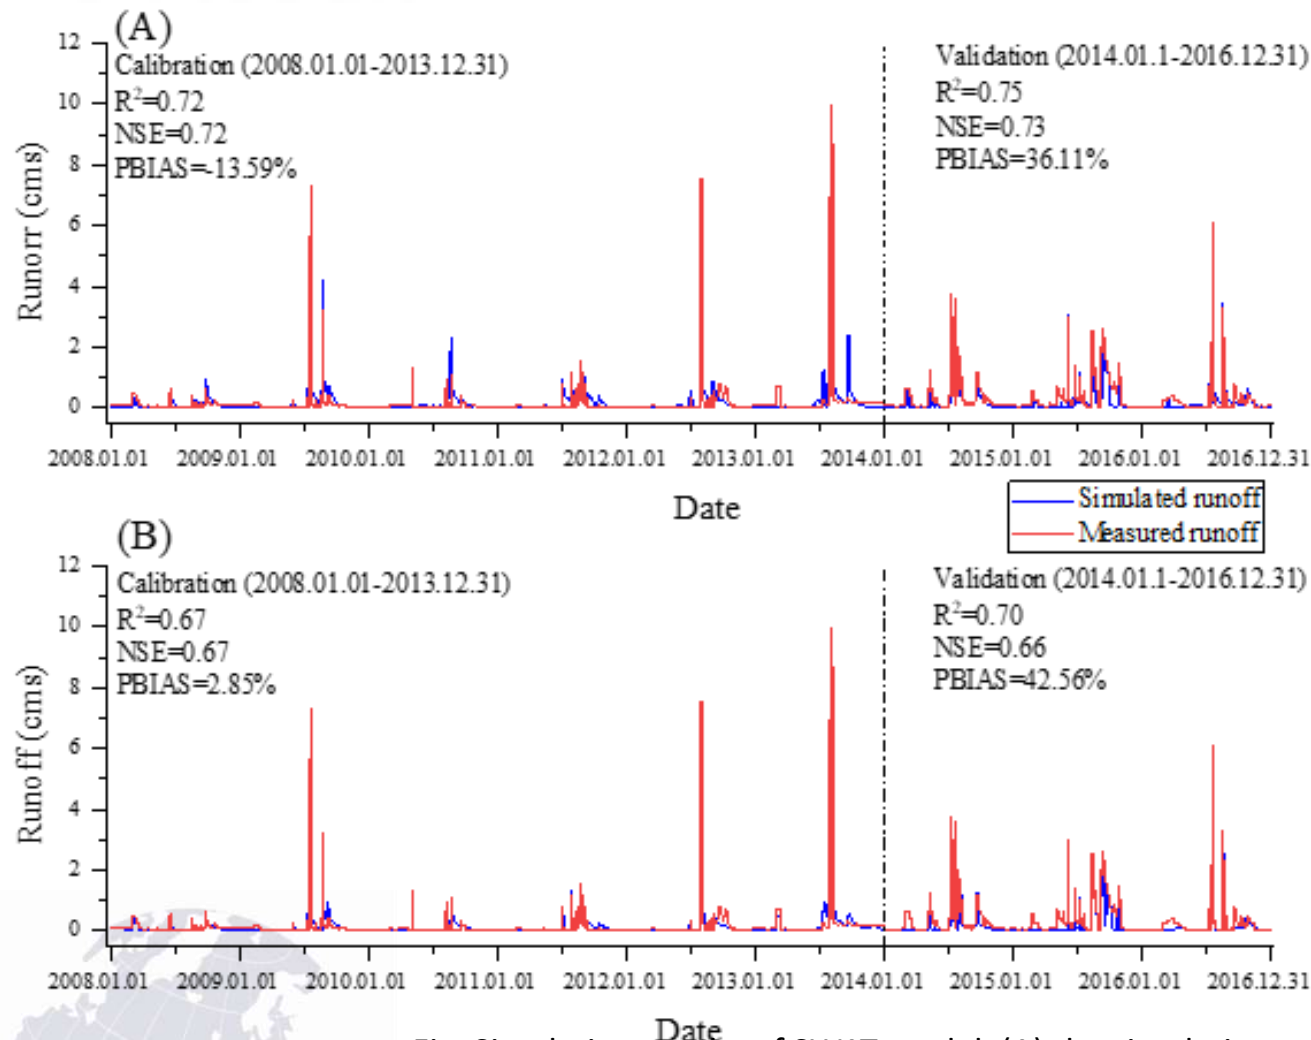 (A)
Calibration (2008.01.01-2013.12.31)
R²=0.72
NSE=0.72
PBIAS=-13.59%
Validation (2014.01.1-2016.12.31)
R²=0.75
NSE=0.73
PBIAS=36.11%
Runorr (cms)
12
10
8
6
4
2
0
2008.01.01 2009.01.01 2010.01.01 2011.01.01 2012.01.01 2013.01.01 2014.01.01 2015.01.01 2016.01.01 2016.12.31
Date
Simulated runoff
Measured runoff
(B)
Calibration (2008.01.01-2013.12.31)
R²=0.67
NSE=0.67
PBIAS=2.85%
Validation (2014.01.1-2016.12.31)
R²=0.70
NSE=0.66
PBIAS=42.56%
Runoff (cms)
12
10
8
6
4
2
0
2008.01.01 2009.01.01 2010.01.01 2011.01.01 2012.01.01 2013.01.01 2014.01.01 2015.01.01 2016.01.01 2016.12.31
Date